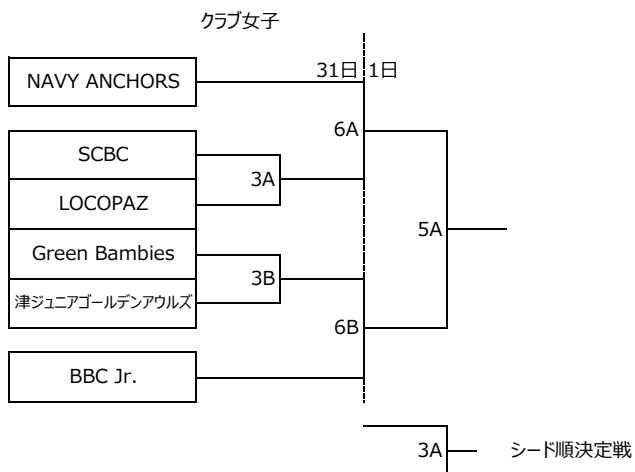 クラブ女子
31日 1日
NAVY ANCHORS
6A
SCBC
3A
LOCOPAZ
5A
Green Bambies
3B
津ジュニアゴールデンアウルズ
6B
BBC Jr.
3A シード順決定戦